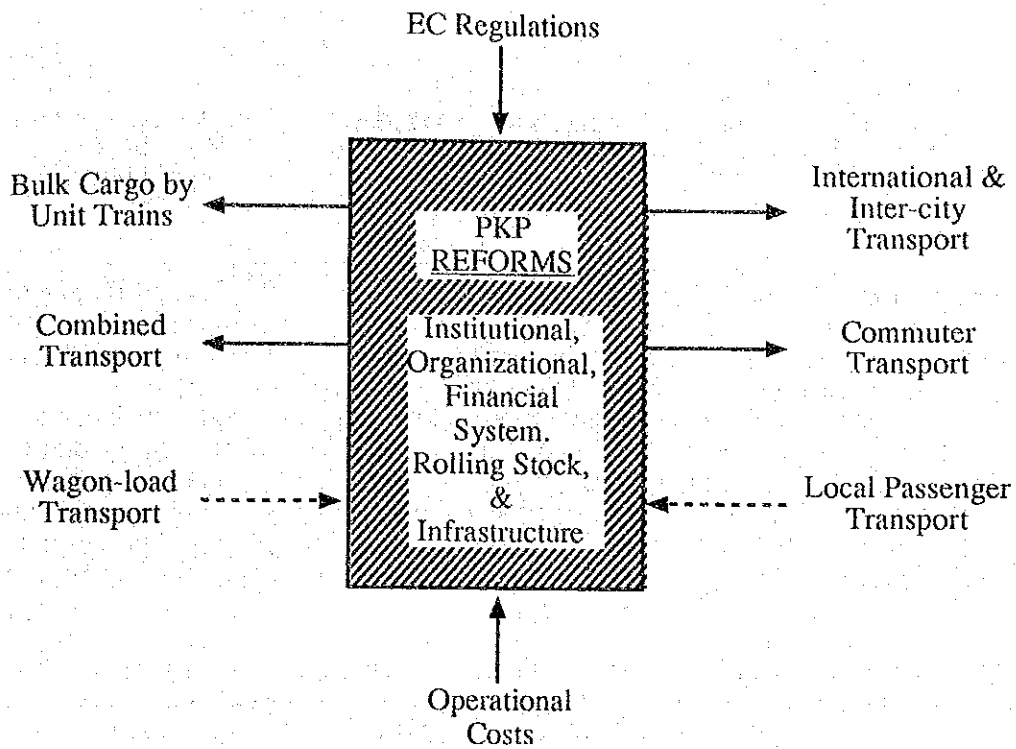 EC Regulations
Bulk Cargo by
Unit Trains
International &
Inter-city
Transport
PKP
REFORMS
Combined
Transport
Institutional,
Organizational,
Financial
System.
Rolling Stock,
&
Infrastructure
Commuter
Transport
Wagon-load
Transport
Local Passenger
Transport
Operational
Costs